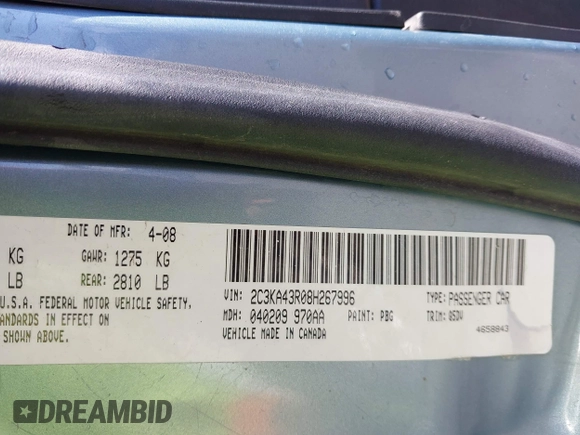 DATE OF MFR: 4-08
KG GAWR: 1275 KG
LB REAR: 2810 LB
U.S.A. FEDERAL MOTOR VEHICLE SAFETY,
ANDARDS IN EFFECT ON
SHOWN ABOVE.
VIN: 2C3KA43R08H267996 TYPE: PASSENGER CAR
MDH: 040209 970AA PAINT: PBG TRIM: 05DV
VEHICLE MADE IN CANADA 4658843
DREAMBID